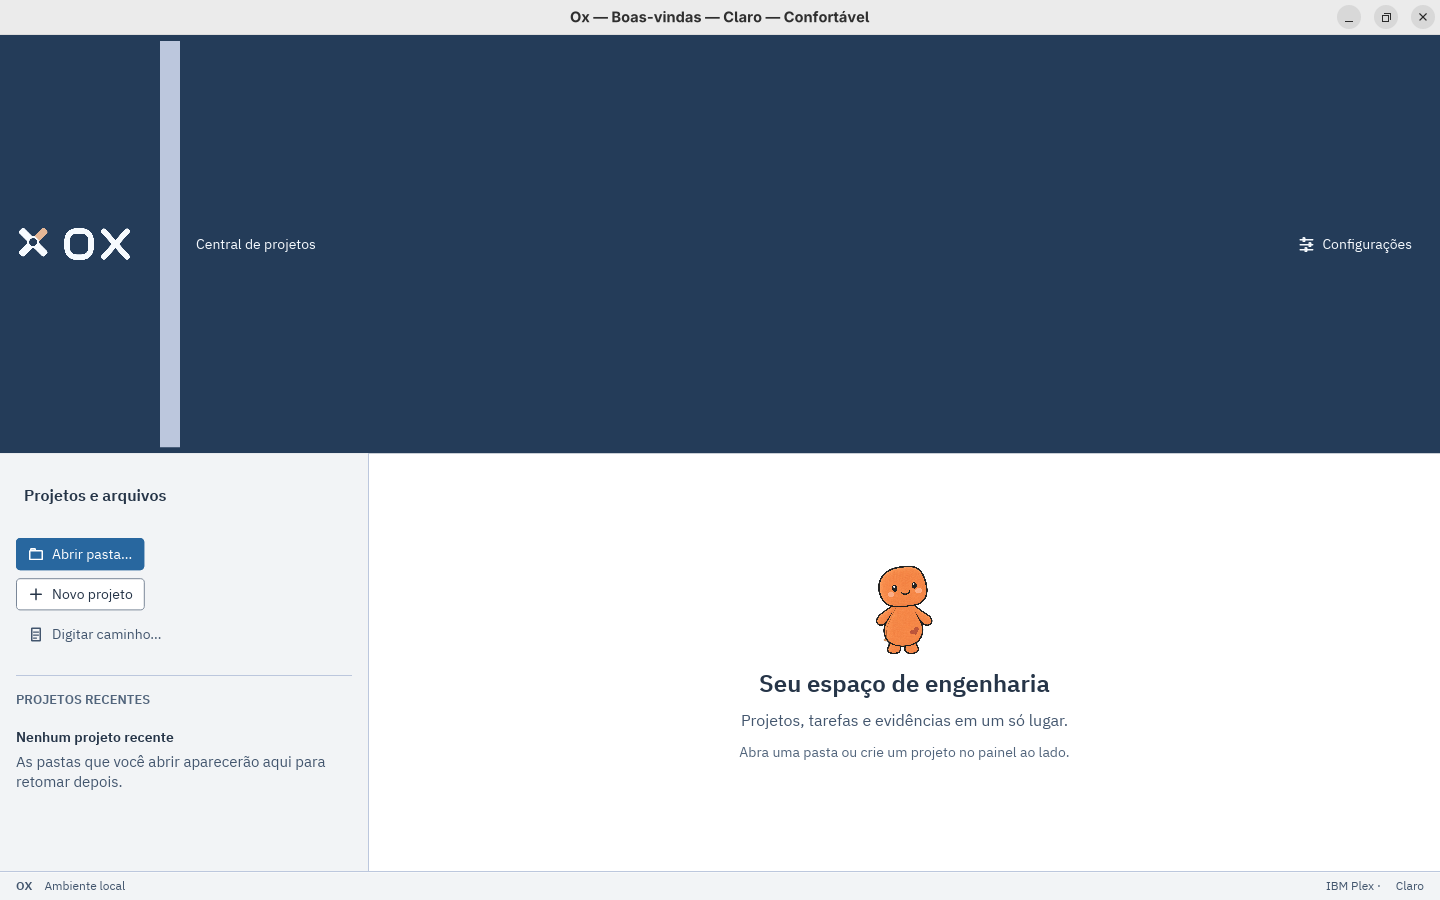 Ox — Boas-vindas — Claro — Confortável
OX
Central de projetos
Configurações
Projetos e arquivos
Abrir pasta...
Novo projeto
Digitar caminho...
PROJETOS RECENTES
Nenhum projeto recente
As pastas que você abrir aparecerão aqui para
retomar depois.
Seu espaço de engenharia
Projetos, tarefas e evidências em um só lugar.
Abra uma pasta ou crie um projeto no painel ao lado.
OX Ambiente local
IBM Plex · Claro